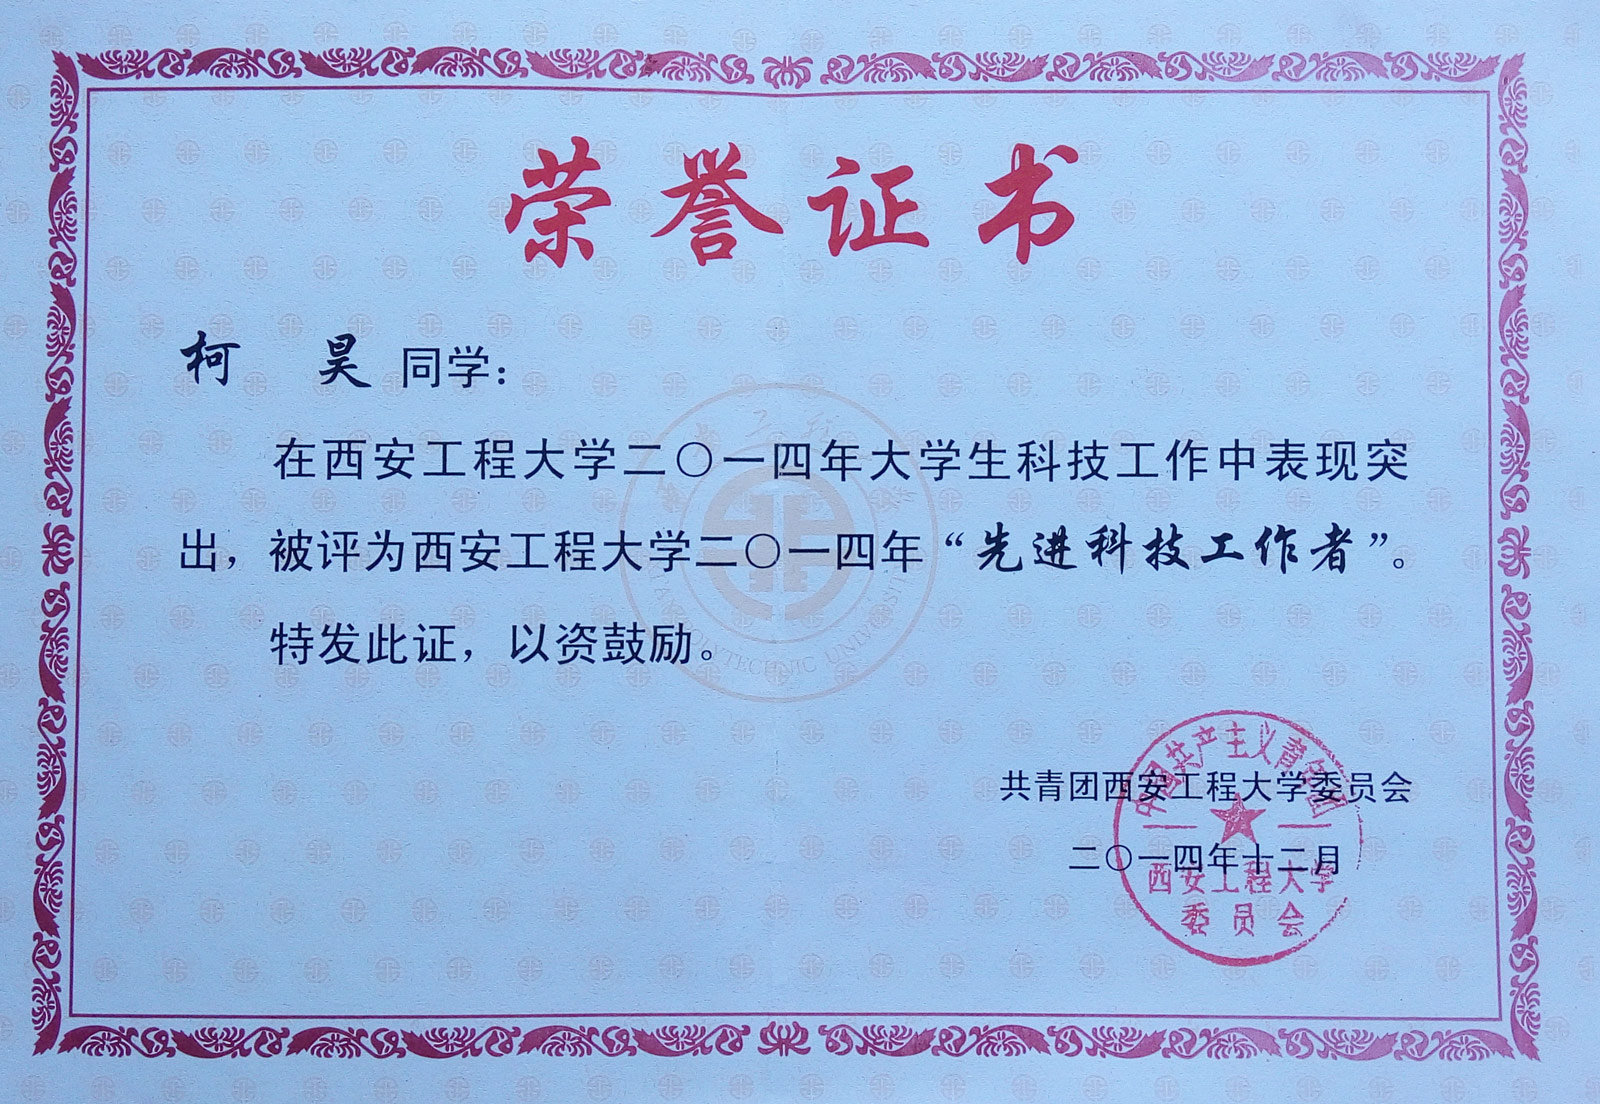 荣誉证书
柯 昊 同学：
在西安工程大学二〇一四年大学生科技工作中表现突
出，被评为西安工程大学二〇一四年“先进科技工作者”。
特发此证，以资鼓励。
共青团西安工程大学委员会
二〇一四年十二月
中国共产主义青年团
西安工程大学
委员会